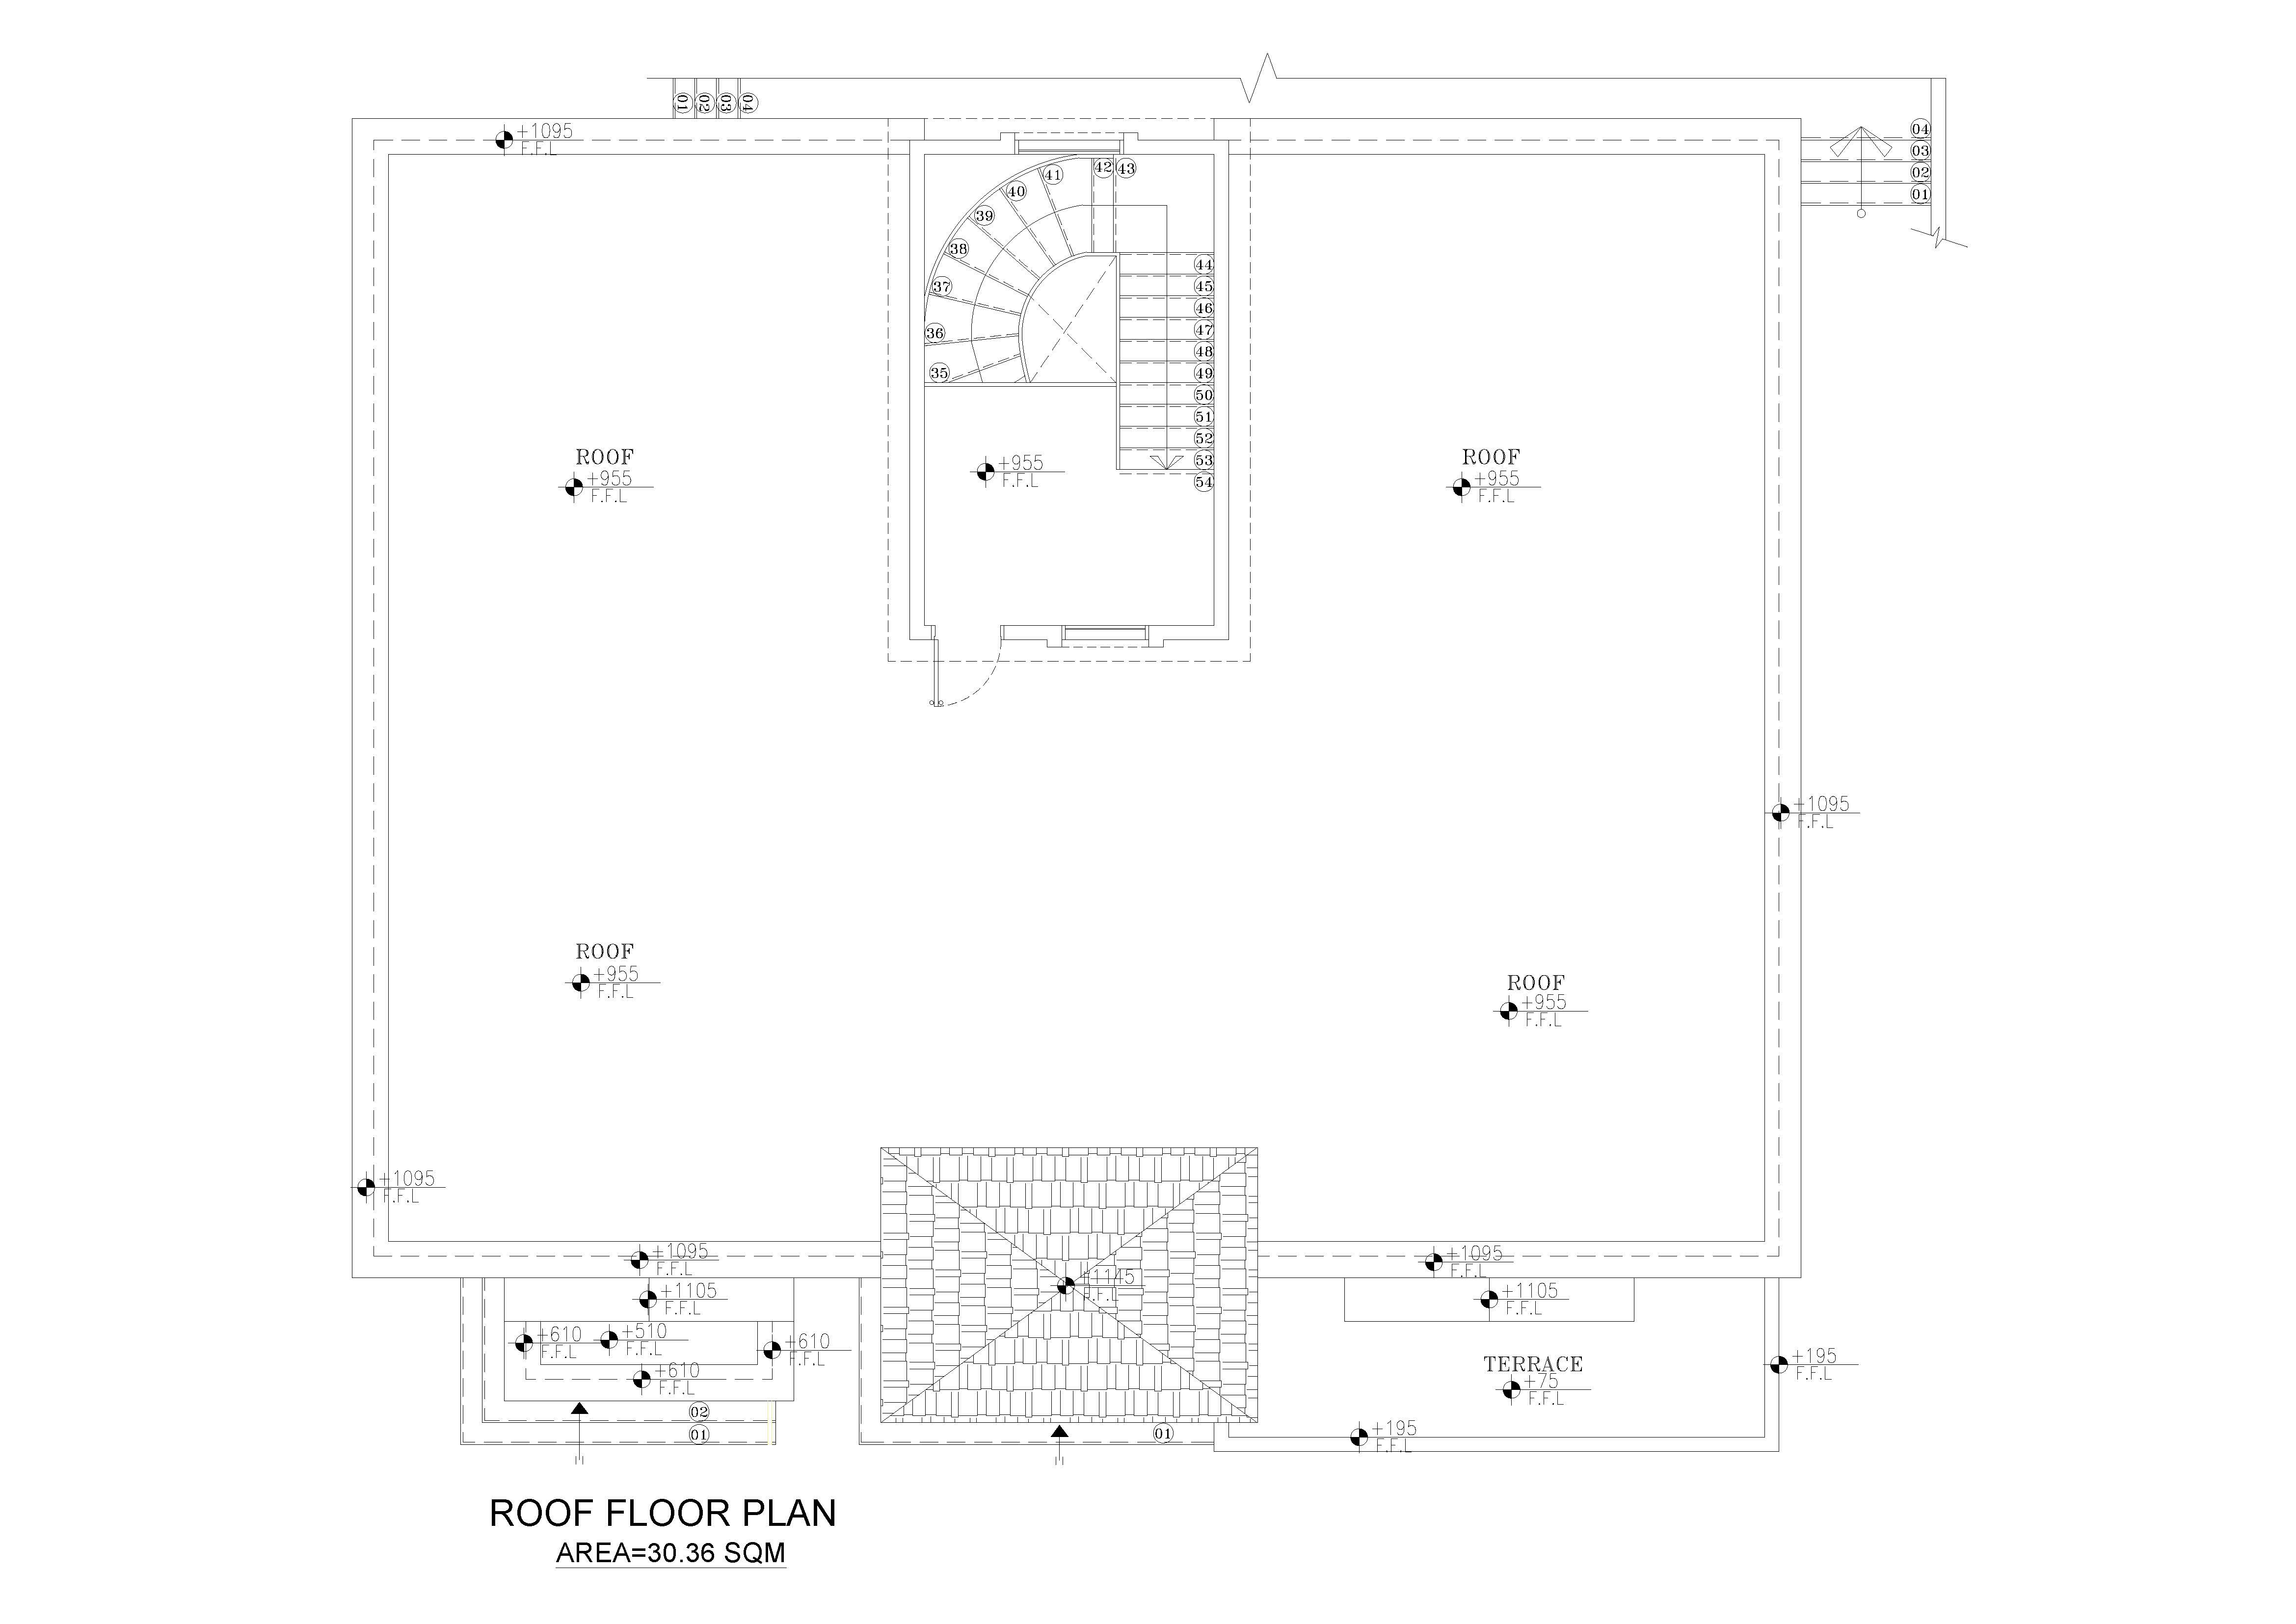 01 02 03 04
+1095
F.F.L
04
03
02
01
42 43
41
40
39
38
37
36
35
44
45
46
47
48
49
50
51
52
53
54
ROOF
+955
F.F.L
+955
F.F.L
ROOF
+955
F.F.L
+1095
F.F.L
ROOF
+955
F.F.L
ROOF
+955
F.F.L
+1095
F.F.L
+1095
F.F.L
+1095
F.F.L
+1145
F.F.L
+1105
F.F.L
+1105
F.F.L
+610
F.F.L
+510
F.F.L
+610
F.F.L
+610
F.F.L
TERRACE
+75
F.F.L
+195
F.F.L
02
01
01
+195
F.F.L
ROOF FLOOR PLAN
AREA=30.36 SQM